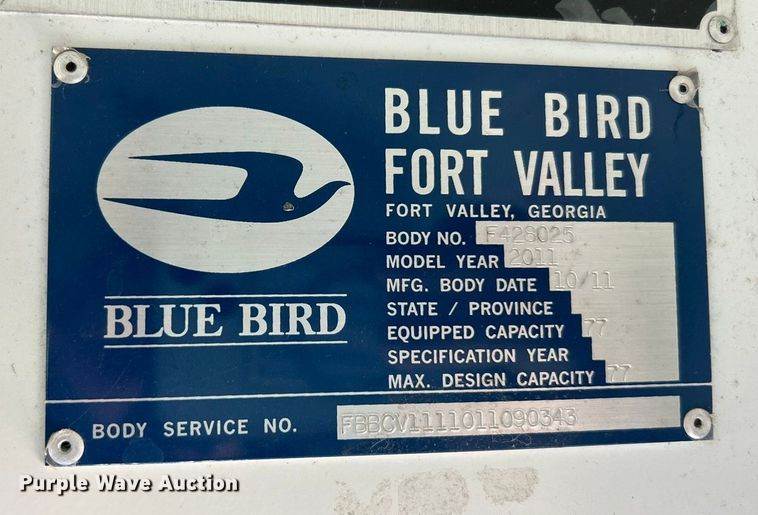 BLUE BIRD
FORT VALLEY
FORT VALLEY, GEORGIA
BODY NO. F428025
MODEL YEAR 2011
MFG. BODY DATE 10/11
STATE / PROVINCE
EQUIPPED CAPACITY 77
SPECIFICATION YEAR
MAX. DESIGN CAPACITY 77
BLUE BIRD
BODY SERVICE NO. FBBCV1111011090343
Purple Wave Auction